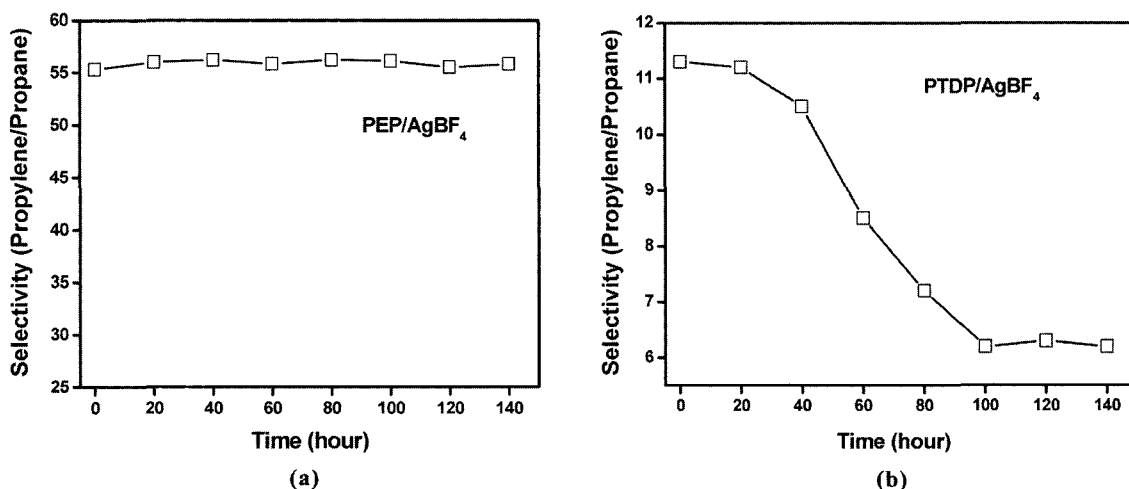 60
55
50
45
40
35
30
25
Selectivity (Propylene/Propane)
PEP/AgBF4
0 20 40 60 80 100 120 140
Time (hour)
(a)
12
11
10
9
8
7
6
Selectivity (Propylene/Propane)
PTDP/AgBF4
0 20 40 60 80 100 120 140
Time (hour)
(b)